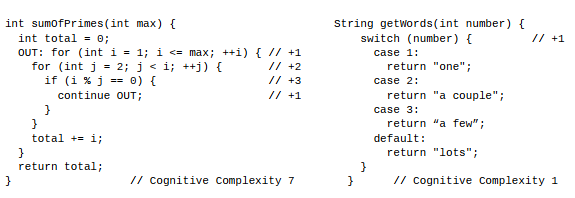 int sumOfPrimes(int max) {
  int total = 0;
  OUT: for (int i = 1; i <= max; ++i) { // +1
    for (int j = 2; j < i; ++j) {       // +2
      if (i % j == 0) {                 // +3
        continue OUT;                   // +1
      }
    }
    total += i;
  }
  return total;
}                  // Cognitive Complexity 7
String getWords(int number) {
    switch (number) {         // +1
      case 1:
        return "one";
      case 2:
        return "a couple";
      case 3:
        return “a few”;
      default:
        return "lots";
    }
  }      // Cognitive Complexity 1